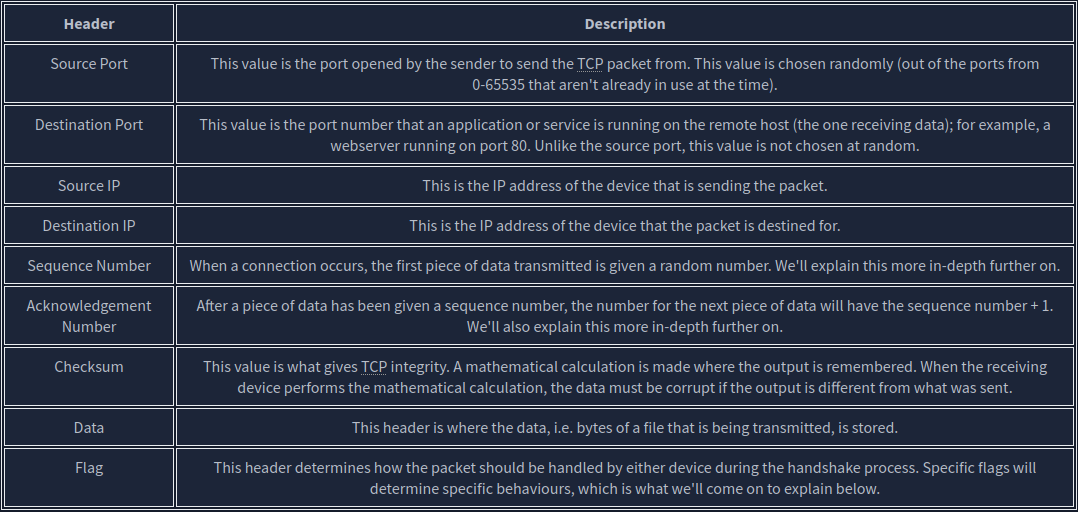 Header Description
Source Port This value is the port opened by the sender to send the TCP packet from. This value is chosen randomly (out of the ports from
0-65535 that aren't already in use at the time).
Destination Port This value is the port number that an application or service is running on the remote host (the one receiving data); for example, a
webserver running on port 80. Unlike the source port, this value is not chosen at random.
Source IP This is the IP address of the device that is sending the packet.
Destination IP This is the IP address of the device that the packet is destined for.
Sequence Number When a connection occurs, the first piece of data transmitted is given a random number. We'll explain this more in-depth further on.
Acknowledgement After a piece of data has been given a sequence number, the number for the next piece of data will have the sequence number + 1.
Number We'll also explain this more in-depth further on.
Checksum This value is what gives TCP integrity. A mathematical calculation is made where the output is remembered. When the receiving
device performs the mathematical calculation, the data must be corrupt if the output is different from what was sent.
Data This header is where the data, i.e. bytes of a file that is being transmitted, is stored.
Flag This header determines how the packet should be handled by either device during the handshake process. Specific flags will
determine specific behaviours, which is what we'll come on to explain below.